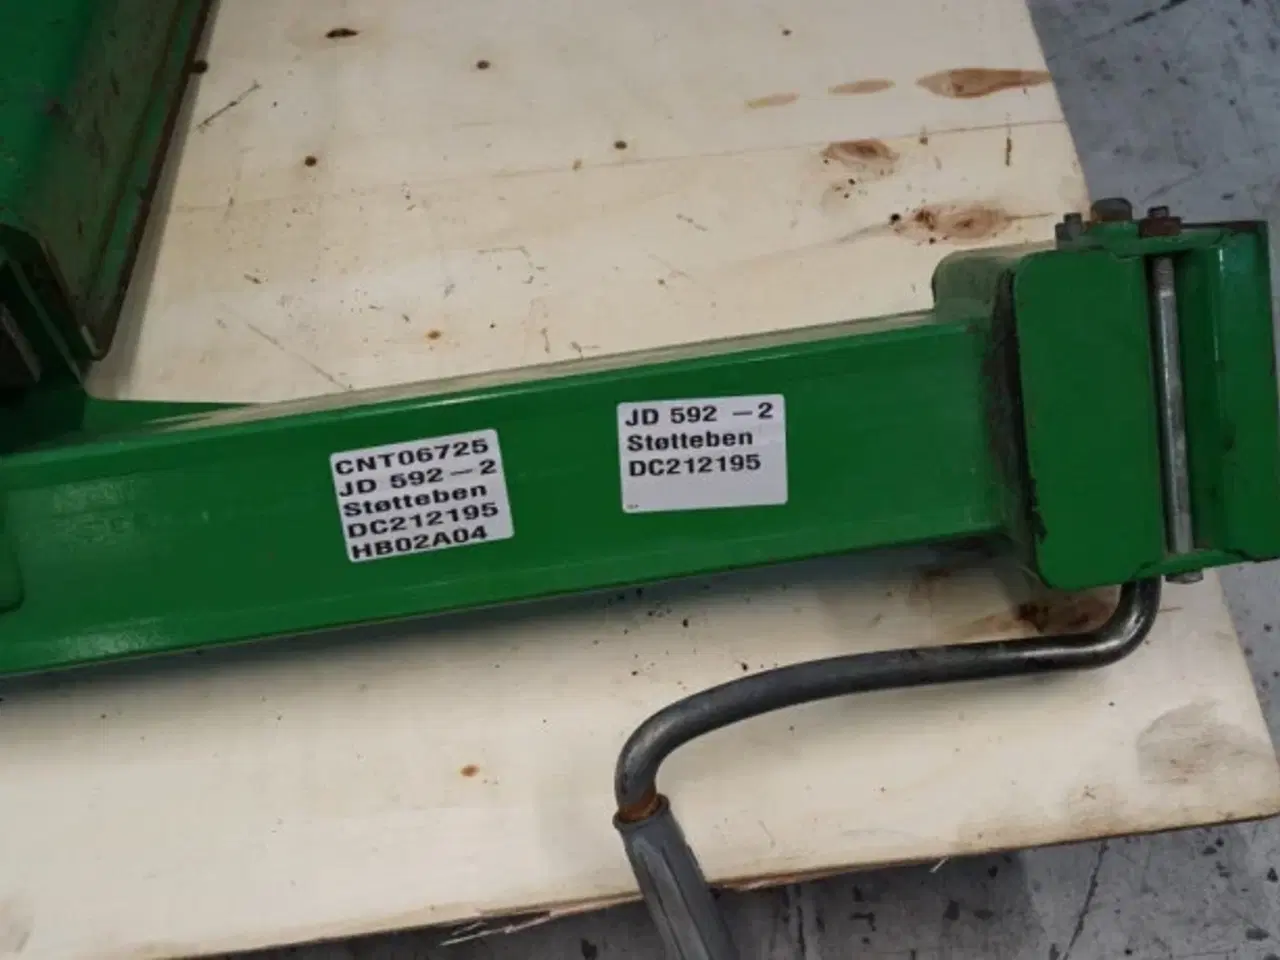 CNT06725
JD 592-2
Støtteben
DC212195
HB02A04
JD 592 -2
Støtteben
DC212195